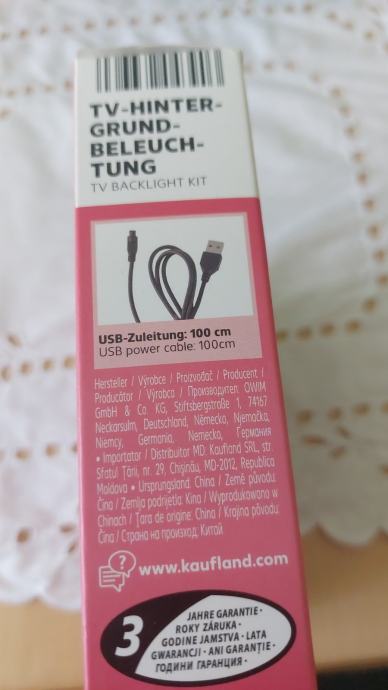 TV-HINTER-
GRUND-
BELEUCH-
TUNG
TV BACKLIGHT KIT
USB-Zuleitung: 100 cm
USB power cable: 100cm
Hersteller / Výrobce / Proizvođač / Producent /
Producător / Výrobca / Производител: OWIM
GmbH & Co. KG, Stiftsbergstraße 1, 74167
Neckarsulm, Deutschland, Německo, Njemačka,
Niemcy, Germania, Nemecko, Германия
• Importator / Distribuitor MD: Kaufland SRL, str.
Sfatul Țării, nr. 29, Chișinău, MD-2012, Republica
Moldova • Ursprungsland: China / Země původu:
Čína / Zemlja podrijetla: Kina / Wyprodukowano w
Chinach / Țara de origine: China / Krajina pôvodu:
Čína / Страна на произход: Китай
www.kaufland.com
3
JAHRE GARANTIE •
ROKY ZÁRUKA •
GODINE JAMSTVA • LATA
GWARANCJI • ANI GARANȚIE •
ГОДИНИ ГАРАНЦИЯ •